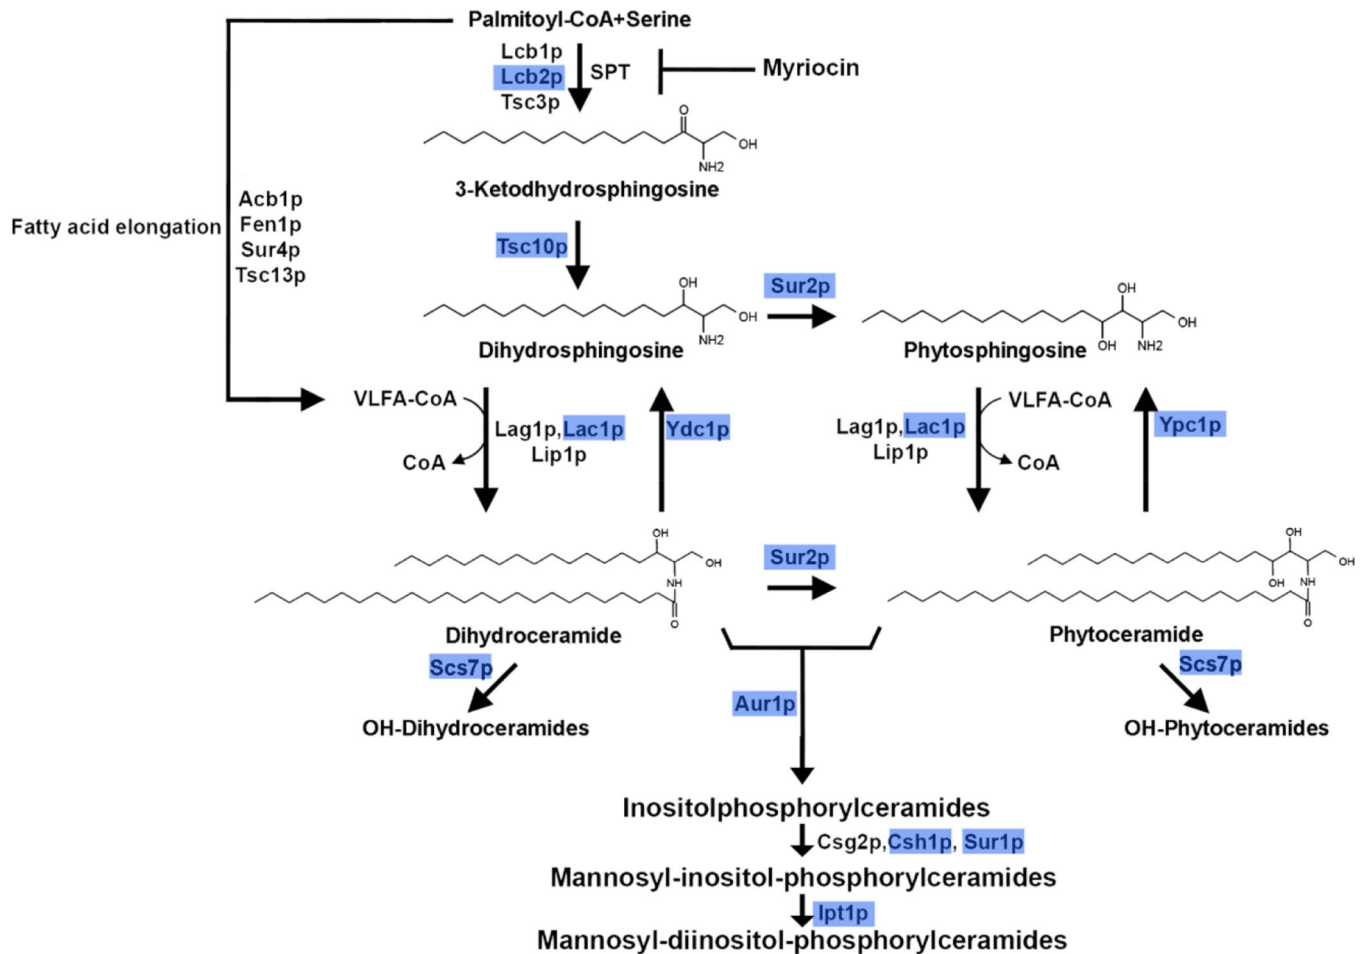 Palmitoyl-CoA+Serine
Lcb1p
Lcb2p
Tsc3p
SPT
Myriocin
O
OH
NH2
3-Ketodhydrosphingosine
Fatty acid elongation
Acb1p
Fen1p
Sur4p
Tsc13p
Tsc10p
OH
OH
NH2
Dihydrosphingosine
Sur2p
OH
OH
OH
NH2
Phytosphingosine
VLFA-CoA
CoA
Lag1p,Lac1p
Lip1p
Ydc1p
Lag1p,Lac1p
Lip1p
VLFA-CoA
CoA
Ypc1p
OH
OH
NH
O
Dihydroceramide
Sur2p
OH
OH
OH
NH
O
Phytoceramide
Scs7p
OH-Dihydroceramides
Scs7p
OH-Phytoceramides
Aur1p
Inositolphosphorylceramides
Csg2p,Csh1p, Sur1p
Mannosyl-inositol-phosphorylceramides
Ipt1p
Mannosyl-diinositol-phosphorylceramides